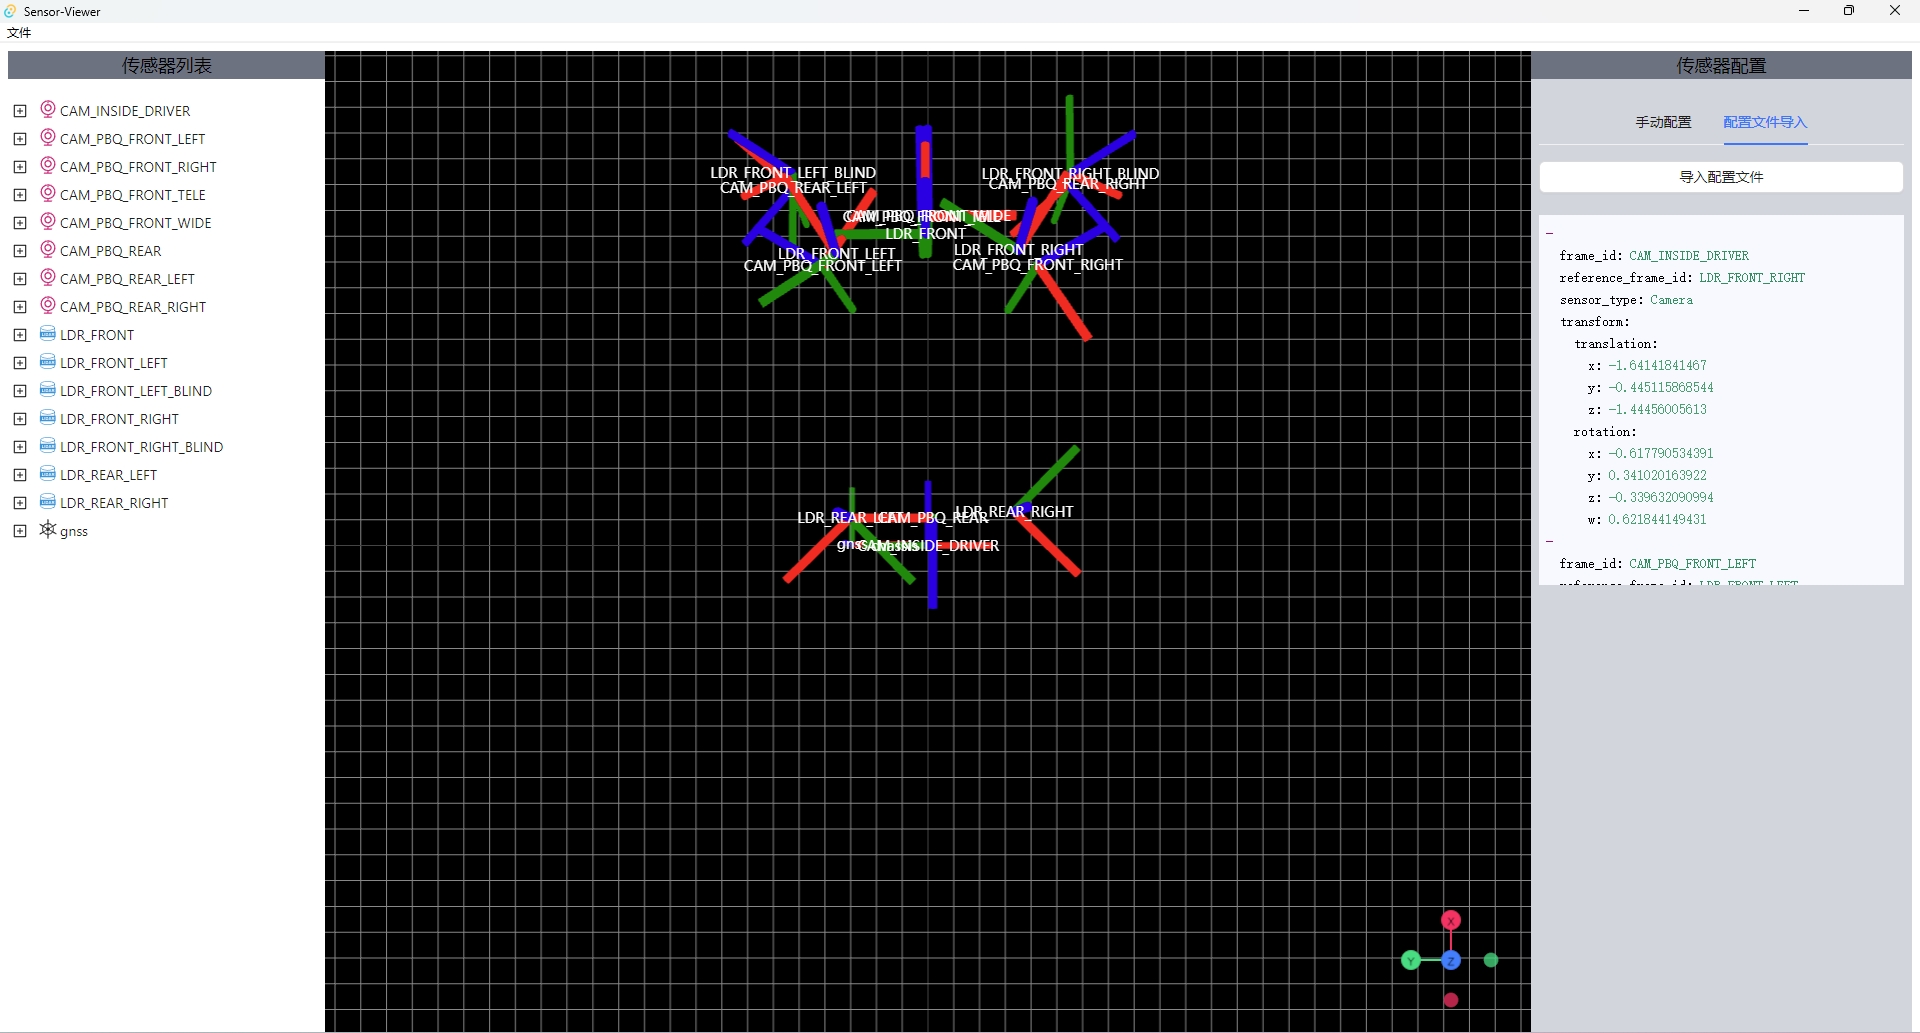 Sensor-Viewer
文件
传感器列表
CAM_INSIDE_DRIVER
CAM_PBQ_FRONT_LEFT
CAM_PBQ_FRONT_RIGHT
CAM_PBQ_FRONT_TELE
CAM_PBQ_FRONT_WIDE
CAM_PBQ_REAR
CAM_PBQ_REAR_LEFT
CAM_PBQ_REAR_RIGHT
LDR_FRONT
LDR_FRONT_LEFT
LDR_FRONT_LEFT_BLIND
LDR_FRONT_RIGHT
LDR_FRONT_RIGHT_BLIND
LDR_REAR_LEFT
LDR_REAR_RIGHT
gnss
LDR_FRONT_LEFT_BLIND
CAM_PBQ_REAR_LEFT
LDR_FRONT_RIGHT_BLIND
CAM_PBQ_REAR_RIGHT
LDR_FRONT
LDR_FRONT_LEFT
CAM_PBQ_FRONT_LEFT
LDR_FRONT_RIGHT
CAM_PBQ_FRONT_RIGHT
LDR_REAR_LEFT
CAM_PBQ_REAR
LDR_REAR_RIGHT
CAM_INSIDE_DRIVER
X
Y
Z
传感器配置
手动配置 配置文件导入
导入配置文件
-
frame_id: CAM_INSIDE_DRIVER
reference_frame_id: LDR_FRONT_RIGHT
sensor_type: Camera
transform:
translation:
x: -1.64141841467
y: -0.445115868544
z: -1.44456005613
rotation:
x: -0.617790534391
y: 0.341020163922
z: -0.339632090994
w: 0.621844149431
-
frame_id: CAM_PBQ_FRONT_LEFT
reference_frame_id: LDR_FRONT_LEFT